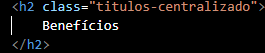 <h2 class="titulos-centralizado">
Benefícios
</h2>